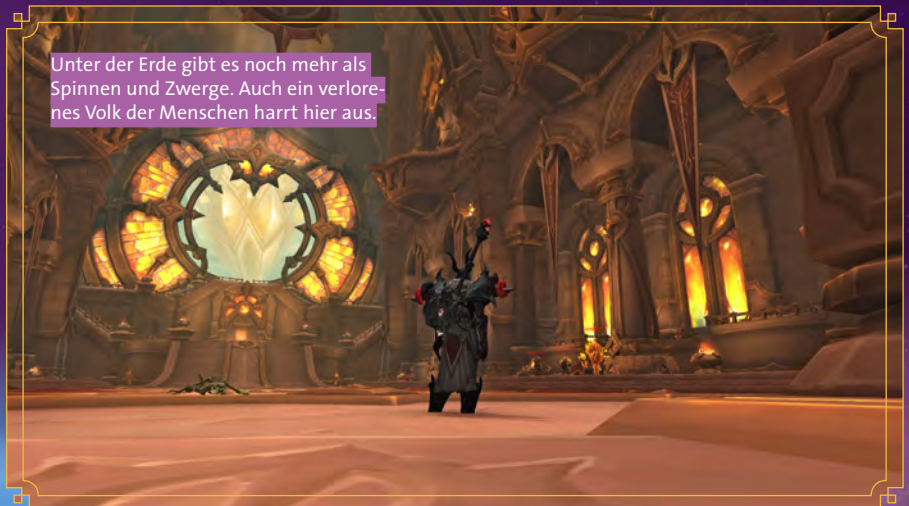 Unter der Erde gibt es noch mehr als
Spinnen und Zwerge. Auch ein verlore-
nes Volk der Menschen harrt hier aus.